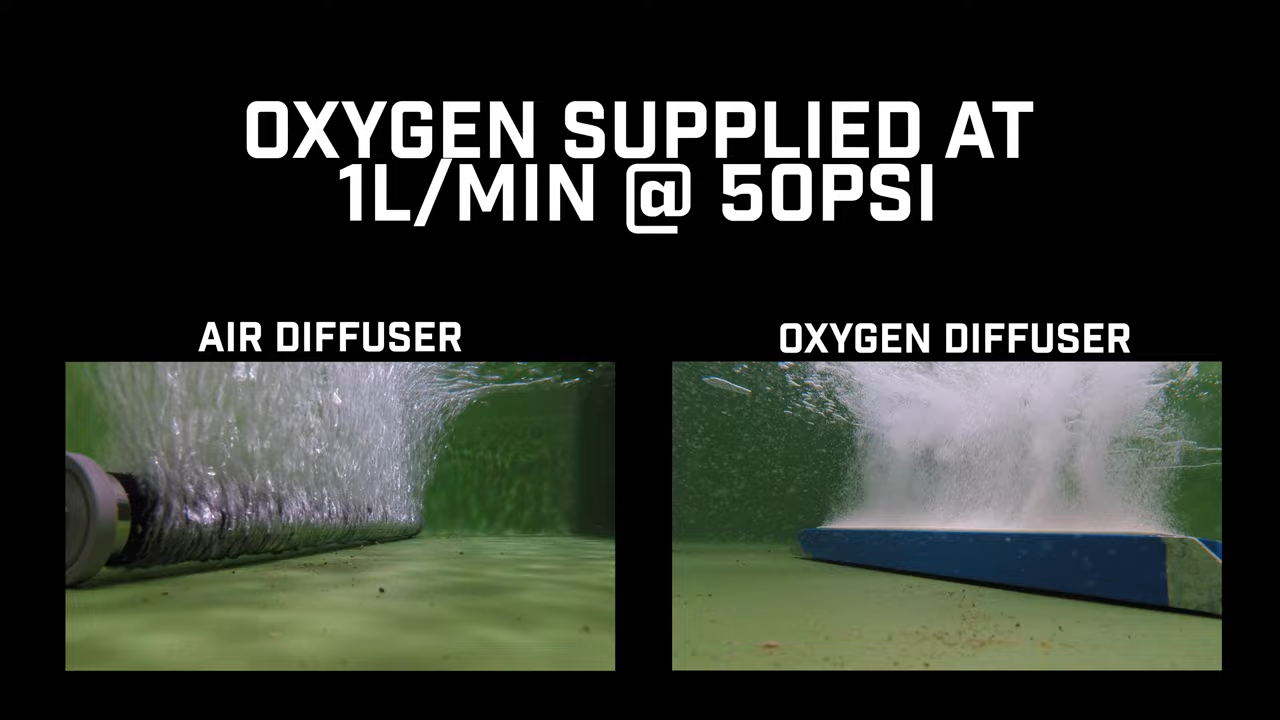 OXYGEN SUPPLIED AT
1L/MIN @ 50PSI
AIR DIFFUSER
OXYGEN DIFFUSER